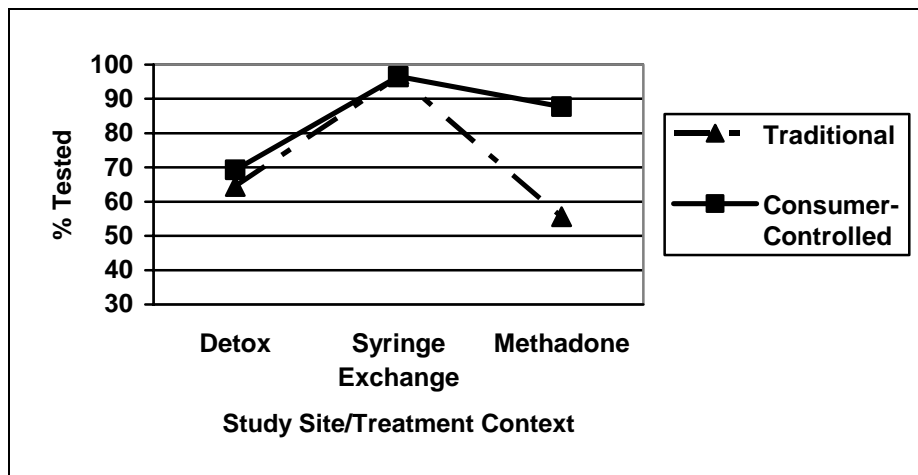 % Tested
100
90
80
70
60
50
40
30
Detox
Syringe
Exchange
Methadone
Study Site/Treatment Context
Traditional
Consumer-
Controlled